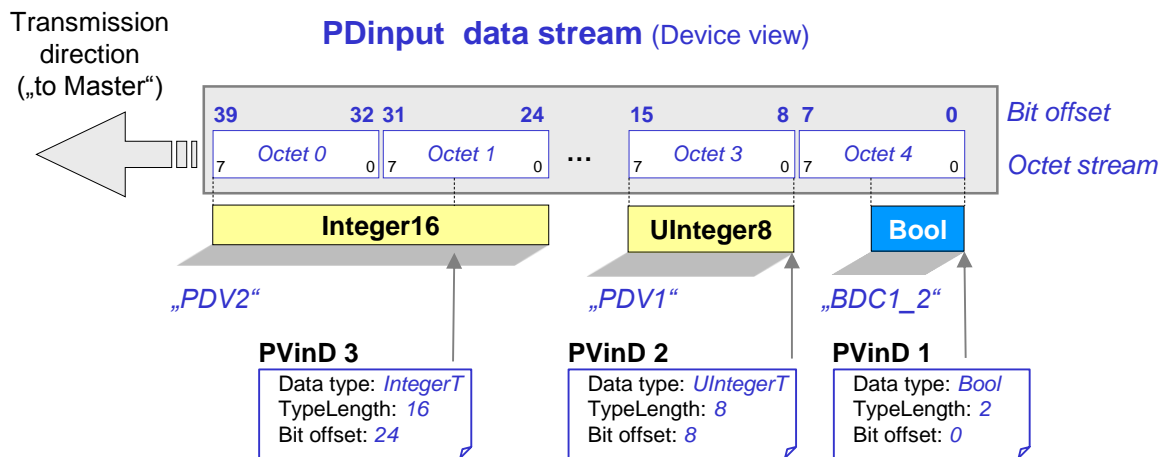 Transmission
direction
(„to Master“)
PDinput data stream (Device view)
39 32 31 24 15 8 7 0 Bit offset
Octet 0 Octet 1 ... Octet 3 Octet 4 Octet stream
7 0 7 0 7 0 7 0
Integer16 UInteger8 Bool
„PDV2“ „PDV1“ „BDC1_2“
PVinD 3
Data type: IntegerT
TypeLength: 16
Bit offset: 24
PVinD 2
Data type: UIntegerT
TypeLength: 8
Bit offset: 8
PVinD 1
Data type: Bool
TypeLength: 2
Bit offset: 0